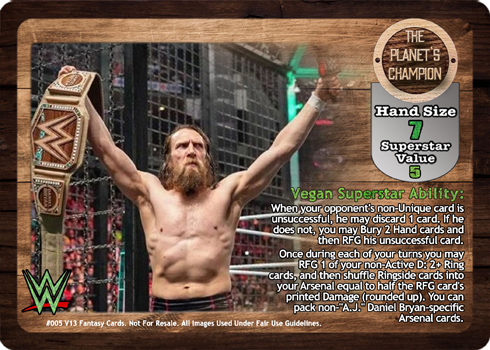 THE
PLANET'S
CHAMPION
Hand Size
7
Superstar
Value
5
Vegan Superstar Ability:
When your opponent's non-Unique card is
unsuccessful, he may discard 1 card. If he
does not, you may Bury 2 Hand cards and
then RFG his unsuccessful card.
Once during each of your turns you may
RFG1 of your non-Active D: 2+ Ring
cards, and then shuffle Ringside cards into
your Arsenal equal to half the RFG card's
printed Damage (rounded up). You can
pack non-"A.J." Daniel Bryan-specific
Arsenal cards.
W
#005 V13 Fantasy Cards. Not For Resale. All Images Used Under Fair Use Guidelines.